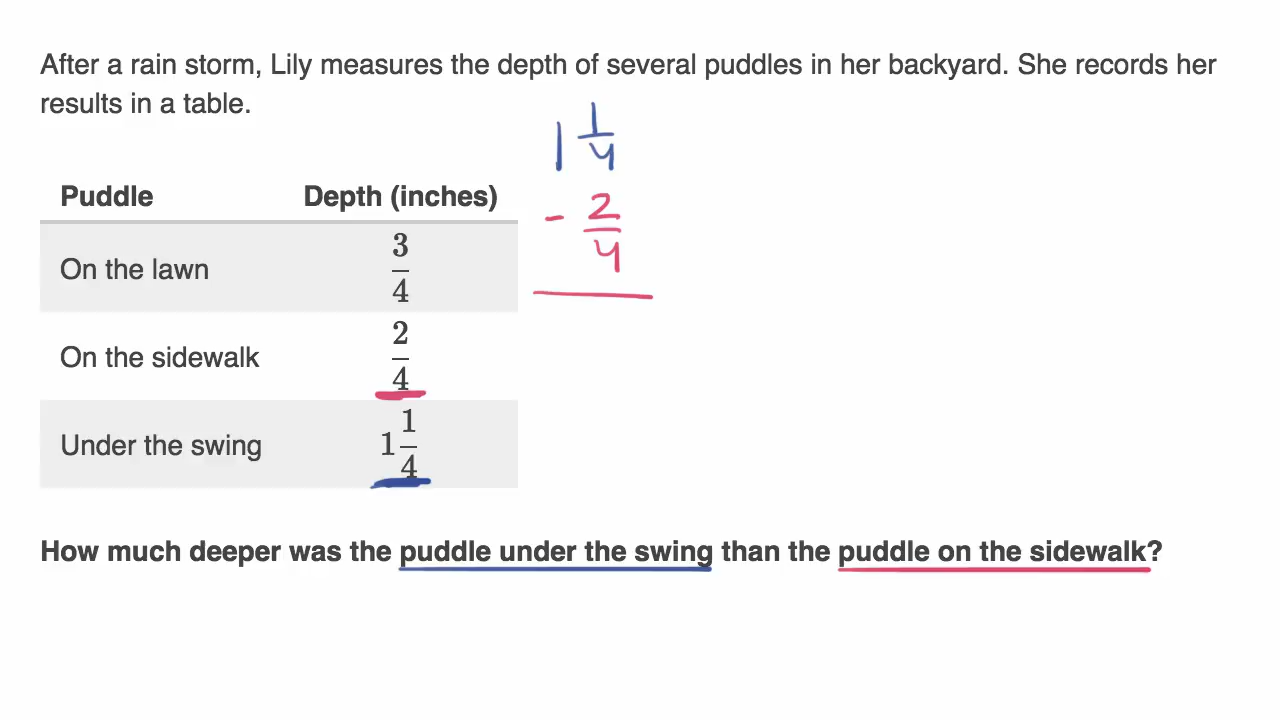 After a rain storm, Lily measures the depth of several puddles in her backyard. She records her
results in a table.
1 1/4
- 2/4
Puddle Depth (inches)
On the lawn 3/4
On the sidewalk 2/4
Under the swing 1 1/4
How much deeper was the puddle under the swing than the puddle on the sidewalk?